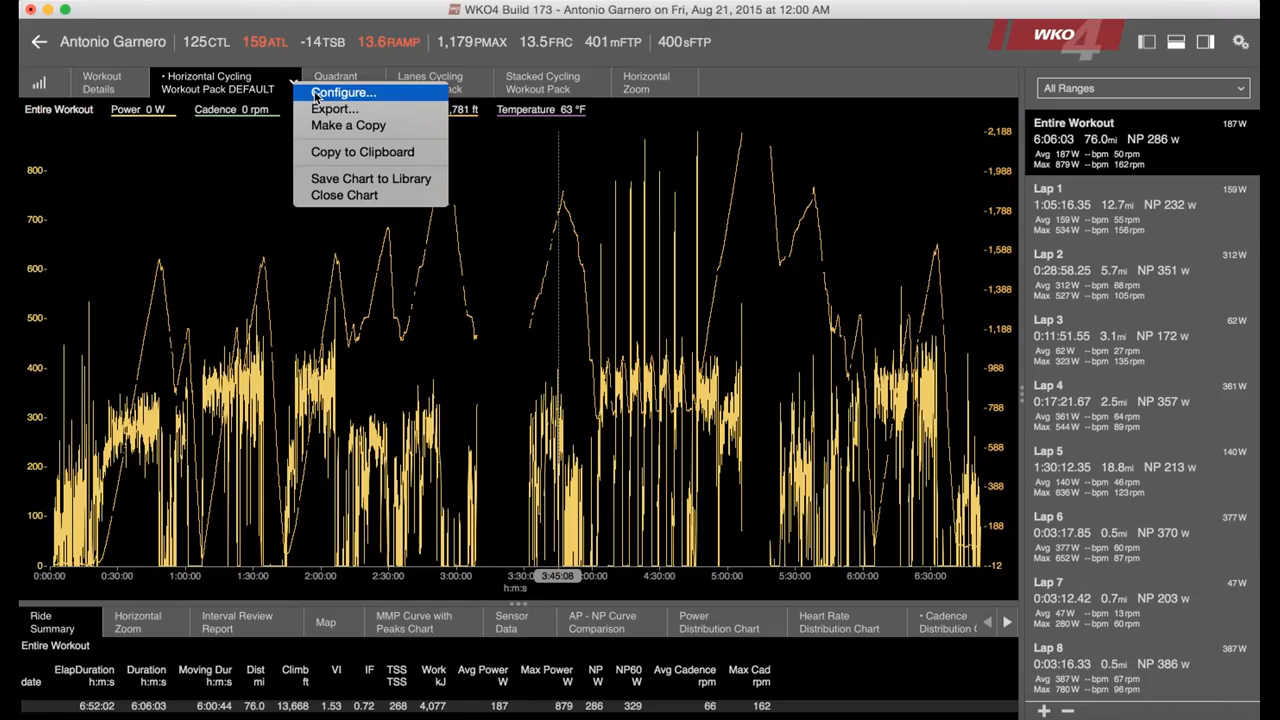 WKO4 Build 173 - Antonio Garnero on Fri, Aug 21, 2015 at 12:00 AM
Antonio Garnero 125CTL 159ATL -14TSB 13.6RAMP 1,179PMAX 13.5FRC 401mFTP 400sFTP
WKO 4
Workout Details
• Horizontal Cycling Workout Pack DEFAULT
Quadrant
Lanes Cycling
Stacked Cycling Workout Pack
Horizontal Zoom
Entire Workout Power 0 W Cadence 0 rpm Temperature 63 °F
Configure...
Export...
Make a Copy
Copy to Clipboard
Save Chart to Library
Close Chart
800-
700-
600-
500-
400-
300-
200-
100-
0-
-2,188
-1,988
-1,788
-1,588
-1,388
-1,188
-988
-788
-588
-388
-188
-12
0:00:00 0:30:00 1:00:00 1:30:00 2:00:00 2:30:00 3:00:00 3:45:08 4:30:00 5:00:00 5:30:00 6:00:00 6:30:00
h:m:s
All Ranges
Entire Workout 187W
6:06:03 76.0mi NP 286 W
Avg 187W --bpm 50rpm
Max 879W --bpm 162rpm
Lap 1 159W
1:05:16.35 12.7mi NP 232 W
Avg 159W --bpm 55rpm
Max 534W --bpm 156rpm
Lap 2 312W
0:28:58.25 5.7mi NP 351 W
Avg 312W --bpm 68rpm
Max 527W --bpm 105rpm
Lap 3 62W
0:11:51.55 3.1mi NP 172 W
Avg 62W --bpm 27rpm
Max 323W --bpm 135rpm
Lap 4 361W
0:17:21.67 2.5mi NP 357 W
Avg 361W --bpm 64rpm
Max 544W --bpm 89rpm
Lap 5 140W
1:30:12.35 18.8mi NP 213 W
Avg 140W --bpm 46rpm
Max 636W --bpm 123rpm
Lap 6 377W
0:03:17.85 0.5mi NP 370 W
Avg 377W --bpm 60rpm
Max 652W --bpm 87rpm
Lap 7 47W
0:03:12.42 0.7mi NP 203 W
Avg 47W --bpm 13rpm
Max 280W --bpm 60rpm
Lap 8 387W
0:03:16.33 0.5mi NP 386 W
Avg 387W --bpm 67rpm
Max 780W --bpm 96rpm
Ride Summary
Horizontal Zoom
Interval Review Report
Map
MMP Curve with Peaks Chart
Sensor Data
AP - NP Curve Comparison
Power Distribution Chart
Heart Rate Distribution Chart
• Cadence Distribution
Entire Workout
ElapDuration Duration Moving Dur Dist Climb VI IF TSS Work Avg Power Max Power NP NP60 Avg Cadence Max Cad
date h:m:s h:m:s h:m:s mi ft TSS kJ W W W W rpm rpm
6:52:02 6:06:03 6:00:44 76.0 13,668 1.53 0.72 268 4,077 187 879 286 329 66 162